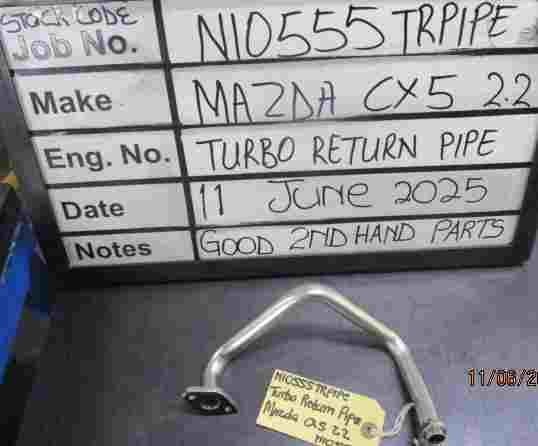 STOCK CODE
Job No. N10555TRPIPE
Make MAZDA CX5 2.2
Eng. No. TURBO RETURN PIPE
Date 11 June 2025
Notes GOOD 2ND HAND PARTS
N10555TRPIPE
Turbo Return Pipe
Mazda CX5 2.2
11/06/2